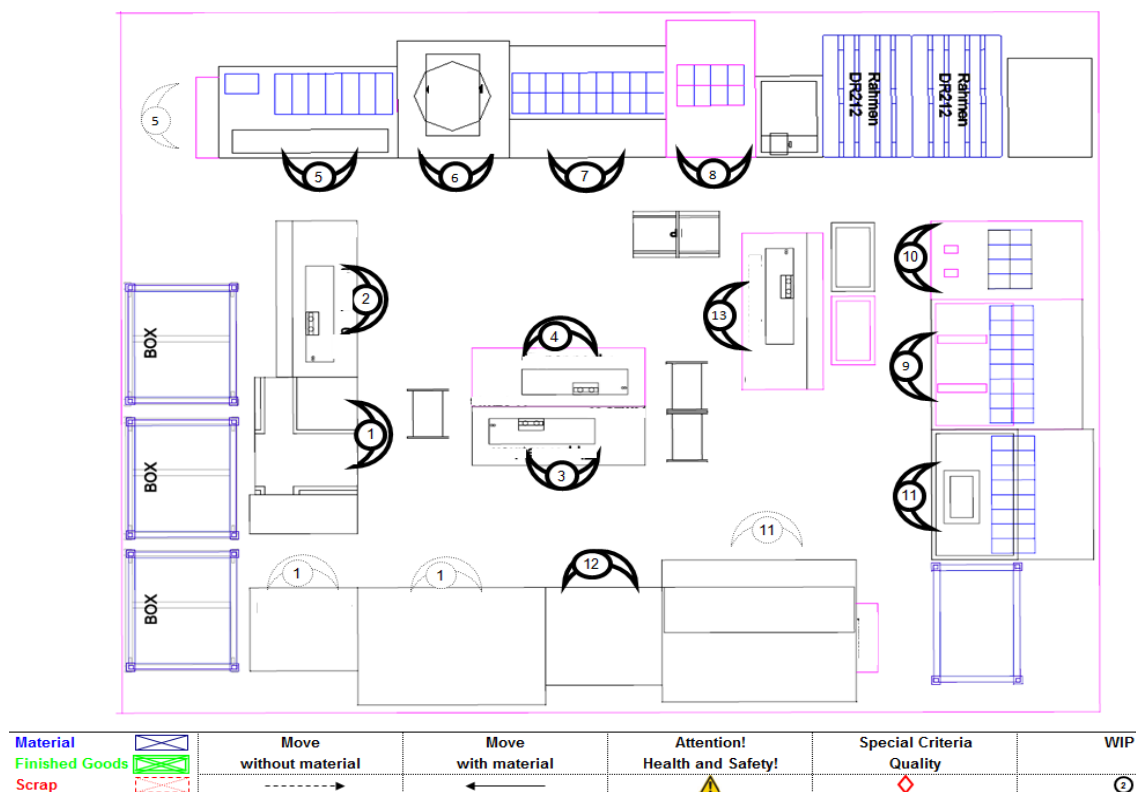 Rahmen
DR212
Rahmen
DR212
5
5
6
7
8
10
2
13
BOX
4
9
1
BOX
3
11
11
12
1
1
BOX
Material
Move
Move
Attention!
Special Criteria
WIP
Finished Goods
without material
with material
Health and Safety!
Quality
Scrap
2